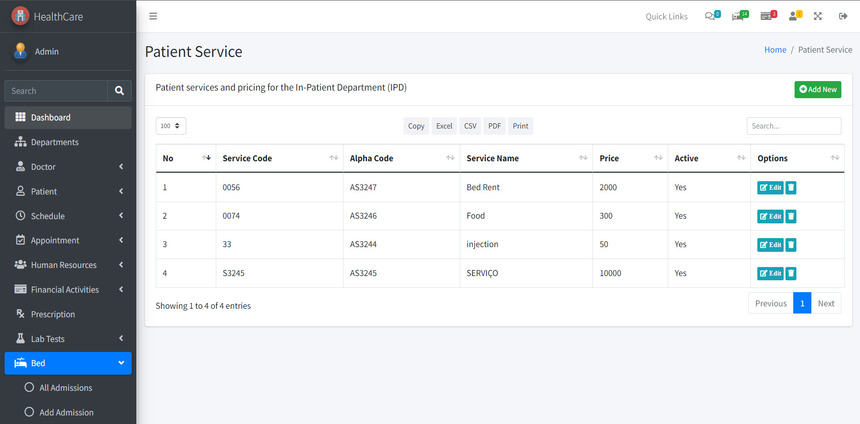 HealthCare
Quick Links
Admin
Search
Dashboard
Departments
Doctor
Patient
Schedule
Appointment
Human Resources
Financial Activities
Prescription
Lab Tests
Bed
All Admissions
Add Admission
Patient Service
Home / Patient Service
Patient services and pricing for the In-Patient Department (IPD)
Add New
100
Copy Excel CSV PDF Print
Search...
No Service Code Alpha Code Service Name Price Active Options
1 0056 AS3247 Bed Rent 2000 Yes Edit
2 0074 AS3246 Food 300 Yes Edit
3 33 AS3244 injection 50 Yes Edit
4 S3245 AS3245 SERVIÇO 10000 Yes Edit
Showing 1 to 4 of 4 entries
Previous 1 Next